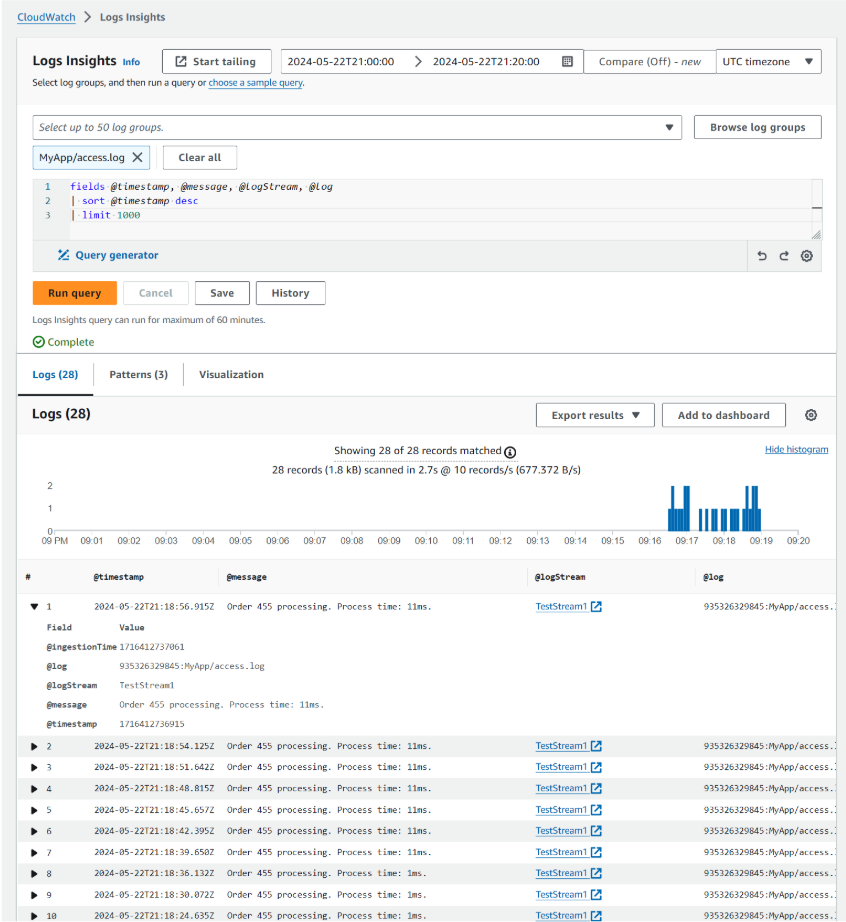 CloudWatch > Logs Insights
Logs Insights Info Start tailing 2024-05-22T21:00:00 > 2024-05-22T21:20:00 Compare (Off) - new UTC timezone
Select log groups, and then run a query or choose a sample query.
Select up to 50 log groups. Browse log groups
MyApp/access.log Clear all
1 fields @timestamp, @message, @logStream, @log
2 | sort @timestamp desc
3 | limit 1000
Query generator
Run query Cancel Save History
Logs Insights query can run for maximum of 60 minutes.
Complete
Logs (28) Patterns (3) Visualization
Logs (28) Export results Add to dashboard
Showing 28 of 28 records matched Hide histogram
28 records (1.8 kB) scanned in 2.7s @ 10 records/s (677.372 B/s)
2
1
0
09 PM 09:01 09:02 09:03 09:04 09:05 09:06 09:07 09:08 09:09 09:10 09:11 09:12 09:13 09:14 09:15 09:16 09:17 09:18 09:19 09:20
# @timestamp @message @logStream @log
1 2024-05-22T21:18:56.915Z Order 455 processing. Process time: 11ms. TestStream1 935326329845:MyApp/access.
Field Value
@ingestionTime 1716412737061
@log 935326329845:MyApp/access.log
@logStream TestStream1
@message Order 455 processing. Process time: 11ms.
@timestamp 1716412736915
2 2024-05-22T21:18:54.125Z Order 455 processing. Process time: 11ms. TestStream1 935326329845:MyApp/access.
3 2024-05-22T21:18:51.642Z Order 455 processing. Process time: 11ms. TestStream1 935326329845:MyApp/access.
4 2024-05-22T21:18:48.815Z Order 455 processing. Process time: 11ms. TestStream1 935326329845:MyApp/access.
5 2024-05-22T21:18:45.657Z Order 455 processing. Process time: 11ms. TestStream1 935326329845:MyApp/access.
6 2024-05-22T21:18:42.395Z Order 455 processing. Process time: 11ms. TestStream1 935326329845:MyApp/access.
7 2024-05-22T21:18:39.650Z Order 455 processing. Process time: 11ms. TestStream1 935326329845:MyApp/access.
8 2024-05-22T21:18:36.132Z Order 455 processing. Process time: 1ms. TestStream1 935326329845:MyApp/access.
9 2024-05-22T21:18:30.072Z Order 455 processing. Process time: 1ms. TestStream1 935326329845:MyApp/access.
10 2024-05-22T21:18:24.635Z Order 455 processing. Process time: 1ms. TestStream1 935326329845:MyApp/access.